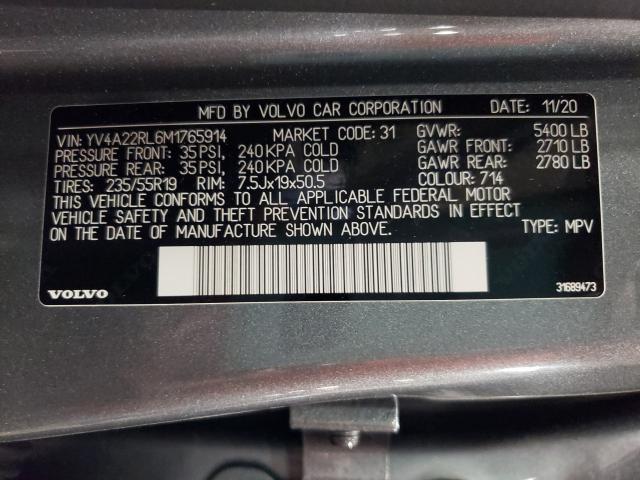 MFD BY VOLVO CAR CORPORATION DATE: 11/20
VIN: YV4A22RL6M1765914 MARKET CODE: 31 GVWR: 5400 LB
PRESSURE FRONT: 35PSI, 240KPA COLD GAWR FRONT: 2710 LB
PRESSURE REAR: 35PSI, 240KPA COLD GAWR REAR: 2780 LB
TIRES: 235/55R19 RIM: 7.5Jx19x50.5 COLOUR: 714
THIS VEHICLE CONFORMS TO ALL APPLICABLE FEDERAL MOTOR
VEHICLE SAFETY AND THEFT PREVENTION STANDARDS IN EFFECT
ON THE DATE OF MANUFACTURE SHOWN ABOVE. TYPE: MPV
VOLVO 31689473